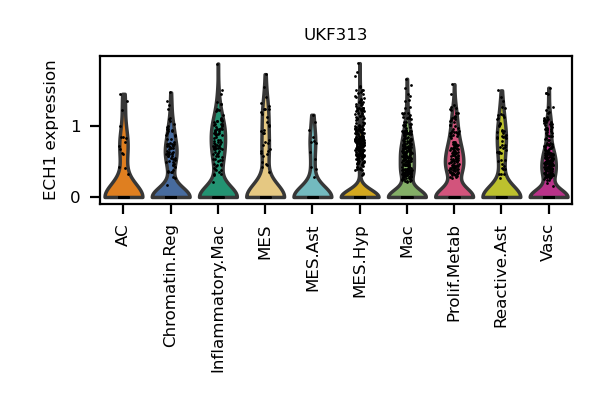 UKF313
ECH1 expression
1
0
AC
Chromatin.Reg
Inflammatory.Mac
MES
MES.Ast
MES.Hyp
Mac
Prolif.Metab
Reactive.Ast
Vasc